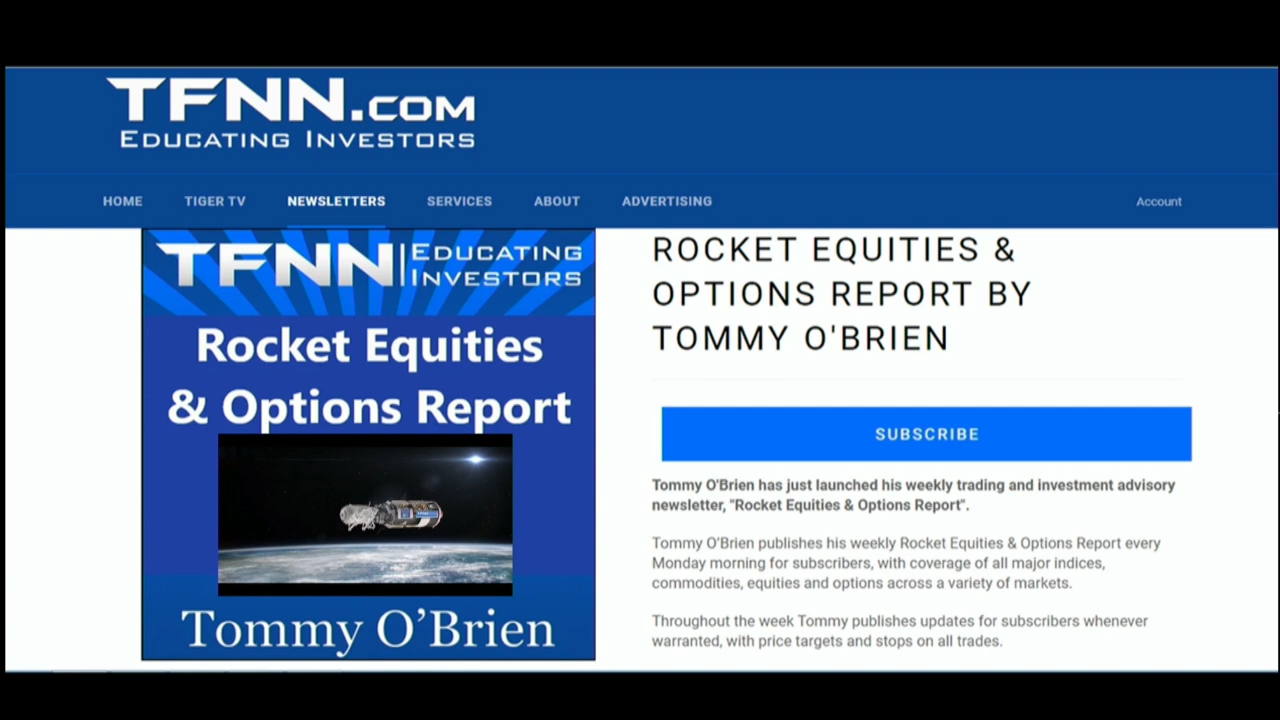 TFNN.COM
EDUCATING INVESTORS
HOME TIGER TV NEWSLETTERS SERVICES ABOUT ADVERTISING Account
TFNN | EDUCATING
INVESTORS
Rocket Equities
& Options Report
Tommy O’Brien
ROCKET EQUITIES &
OPTIONS REPORT BY
TOMMY O'BRIEN
SUBSCRIBE
Tommy O'Brien has just launched his weekly trading and investment advisory
newsletter, "Rocket Equities & Options Report".
Tommy O’Brien publishes his weekly Rocket Equities & Options Report every
Monday morning for subscribers, with coverage of all major indices,
commodities, equities and options across a variety of markets.
Throughout the week Tommy publishes updates for subscribers whenever
warranted, with price targets and stops on all trades.